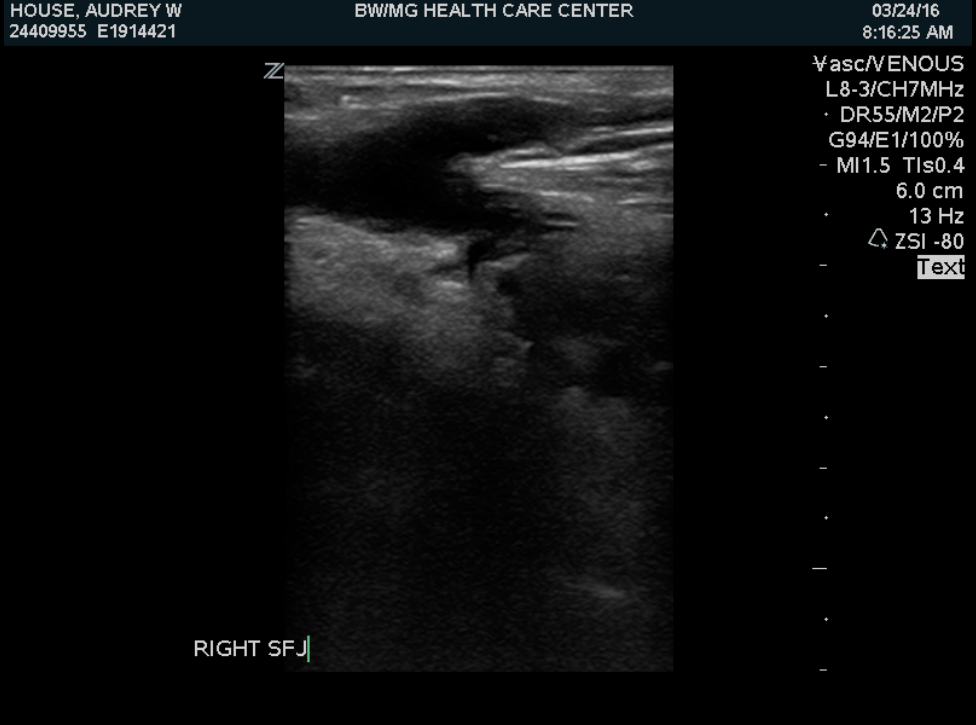 HOUSE, AUDREY W
BW/MG HEALTH CARE CENTER
03/24/16
24409955 E1914421
8:16:25 AM
Vasc/VENOUS
L8-3/CH7MHz
DR55/M2/P2
G94/E1/100%
MI1.5 TIs0.4
6.0 cm
13 Hz
ZSI -80
Text
RIGHT SFJ